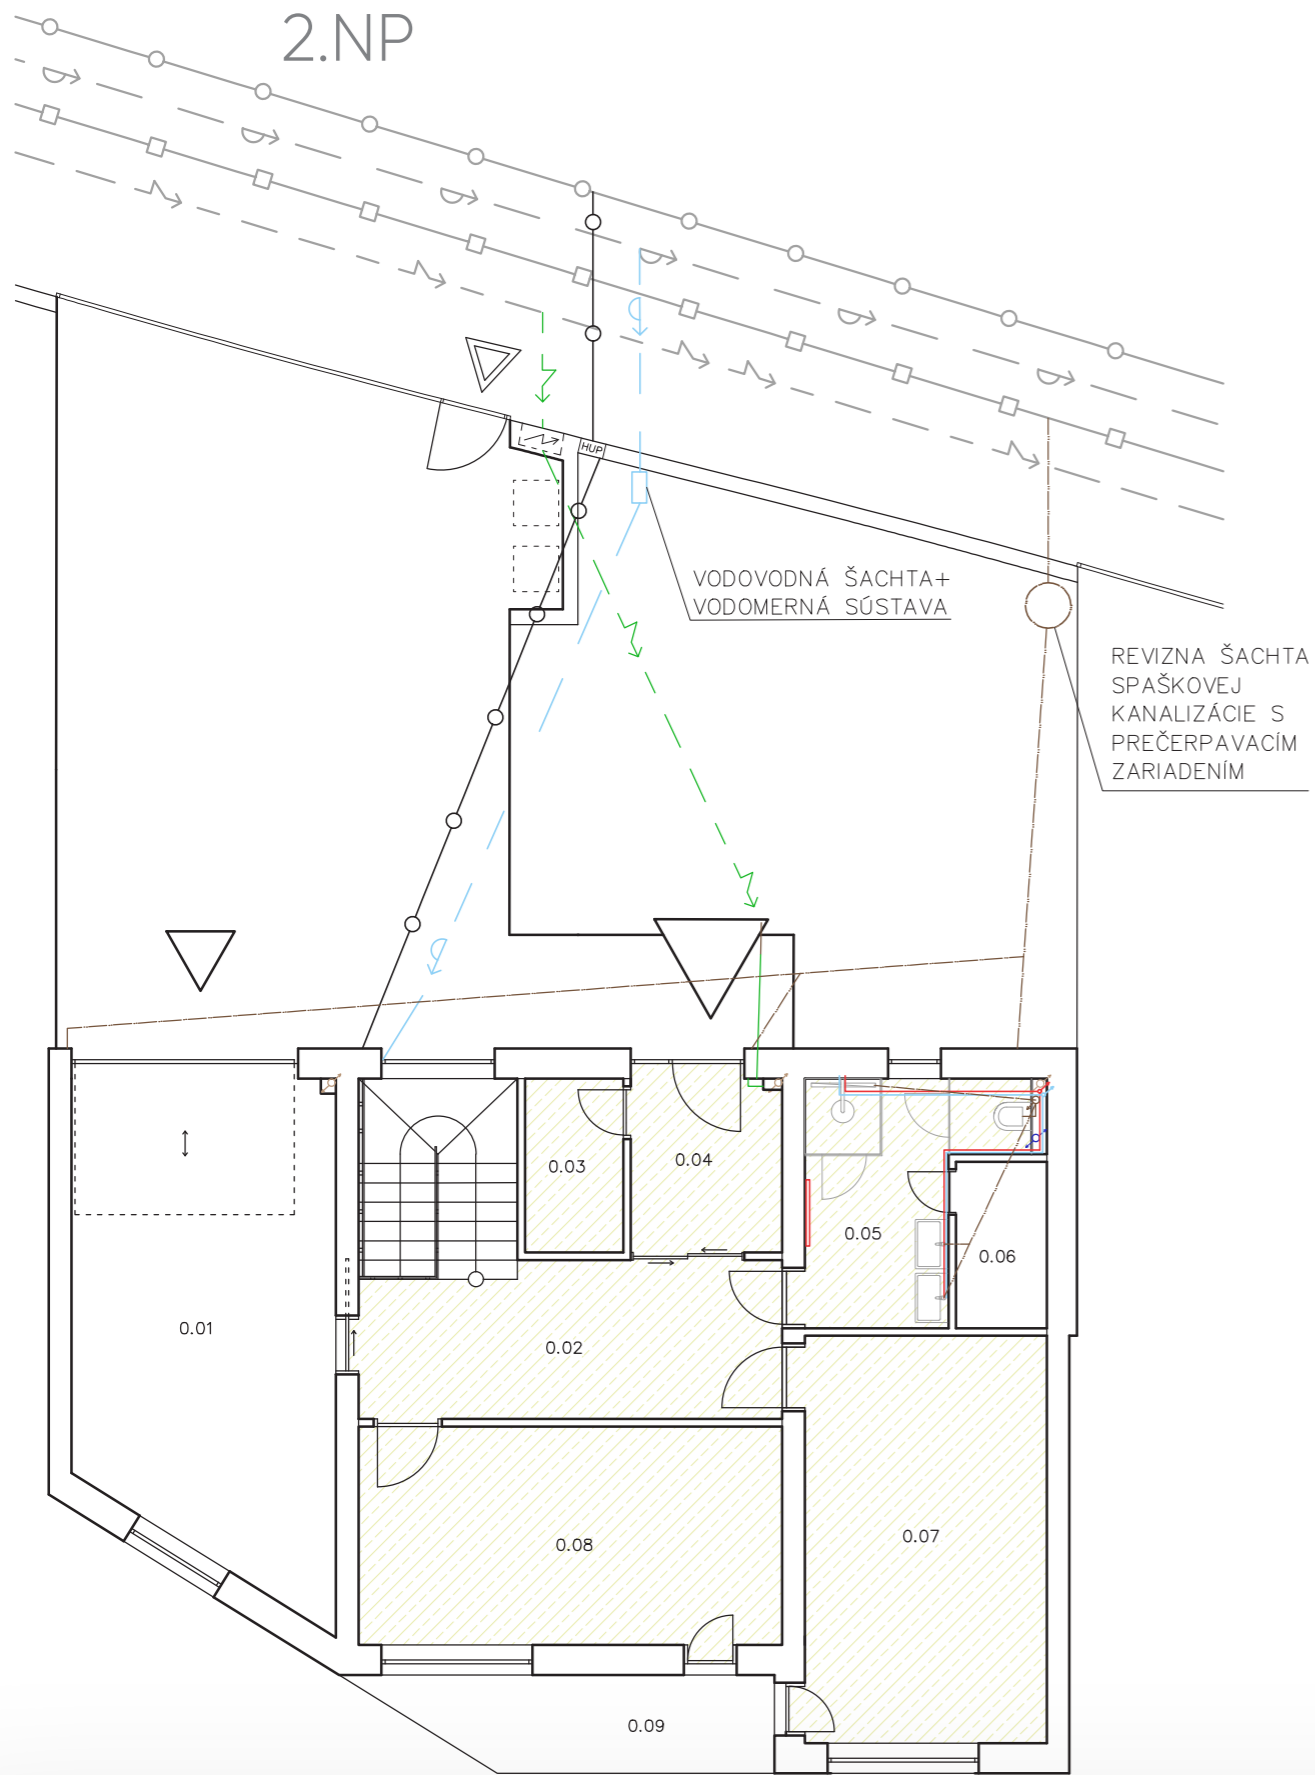 2.NP
HUP
VODOVODNÁ ŠACHTA+
VODOMERNÁ SÚSTAVA
REVIZNA ŠACHTA
SPAŠKOVEJ
KANALIZÁCIE S
PREČERPAVACÍM
ZARIADENÍM
0.03
0.04
0.05
0.06
0.01
0.02
0.08
0.07
0.09